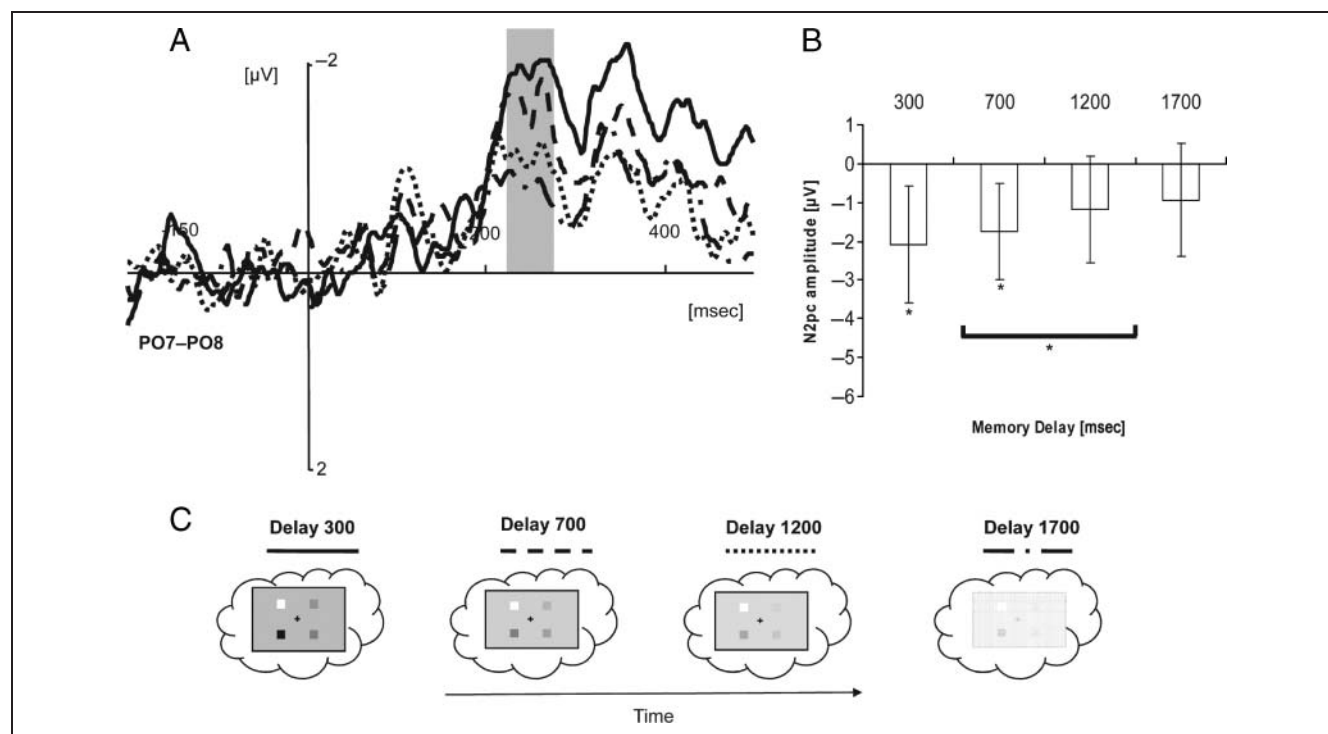 A
[µV]
–2
150
00
400
[msec]
PO7–PO8
2
B
300 700 1200 1700
1
0
–1
–2
–3
–4
–5
–6
N2pc amplitude [µV]
*
*
*
Memory Delay [msec]
C
Delay 300
Delay 700
Delay 1200
Delay 1700
Time